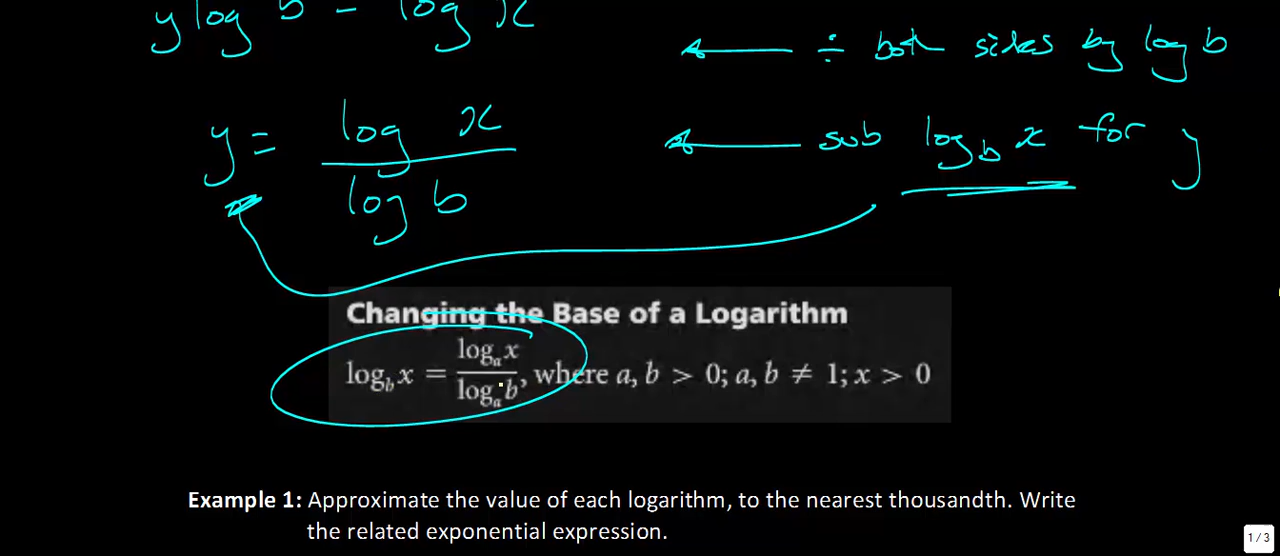 y log b = log x
← ÷ both sides by log b
y = log x / log b
← sub log_b x for y
Changing the Base of a Logarithm
log_b x = log_a x / log_a b, where a, b > 0; a, b ≠ 1; x > 0
Example 1: Approximate the value of each logarithm, to the nearest thousandth. Write
the related exponential expression.
1 / 3